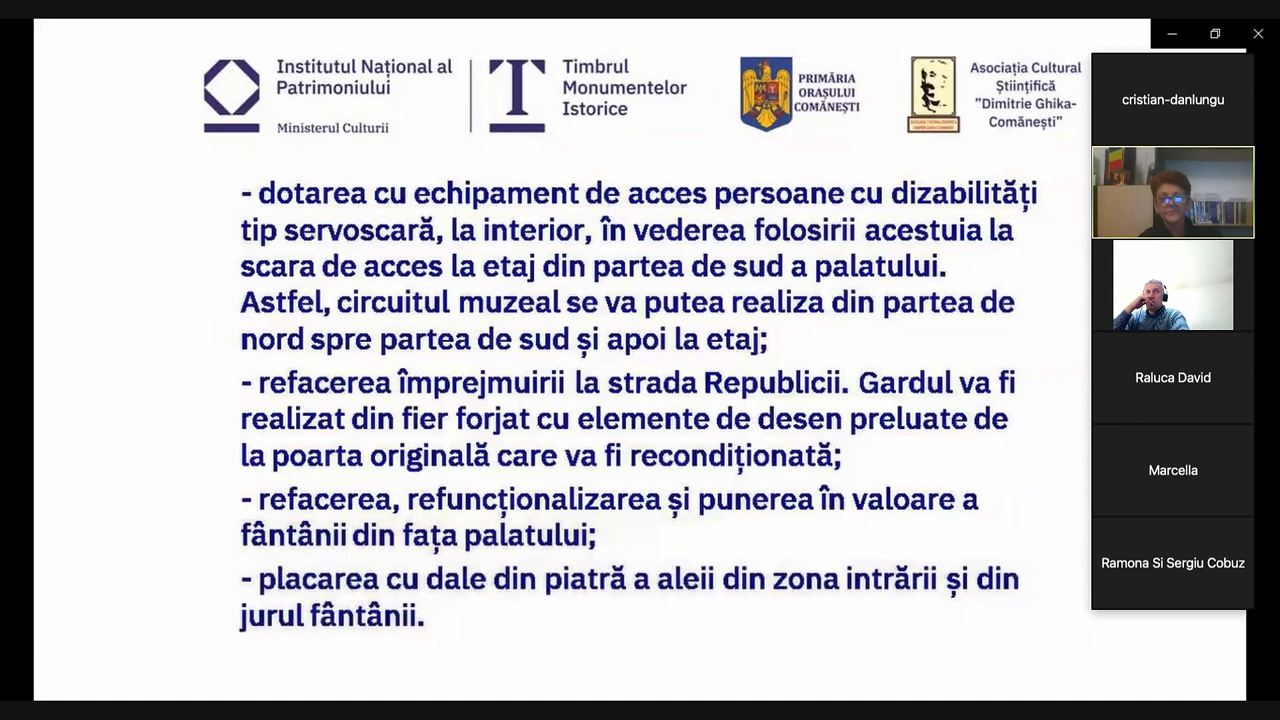 Institutul Național al
Patrimoniului
Ministerul Culturii
Timbrul
Monumentelor
Istorice
PRIMĂRIA
ORAȘULUI
COMĂNEȘTI
Asociația Cultural
Științifică
"Dimitrie Ghika-
Comănești”
- dotarea cu echipament de acces persoane cu dizabilități
tip servoscară, la interior, în vederea folosirii acestuia la
scara de acces la etaj din partea de sud a palatului.
Astfel, circuitul muzeal se va putea realiza din partea de
nord spre partea de sud și apoi la etaj;
- refacerea împrejmuirii la strada Republicii. Gardul va fi
realizat din fier forjat cu elemente de desen preluate de
la poarta originală care va fi recondiționată;
- refacerea, refuncționalizarea și punerea în valoare a
fântânii din fața palatului;
- placarea cu dale din piatră a aleii din zona intrării și din
jurul fântânii.
cristian-danlungu
Raluca David
Marcella
Ramona Si Sergiu Cobuz